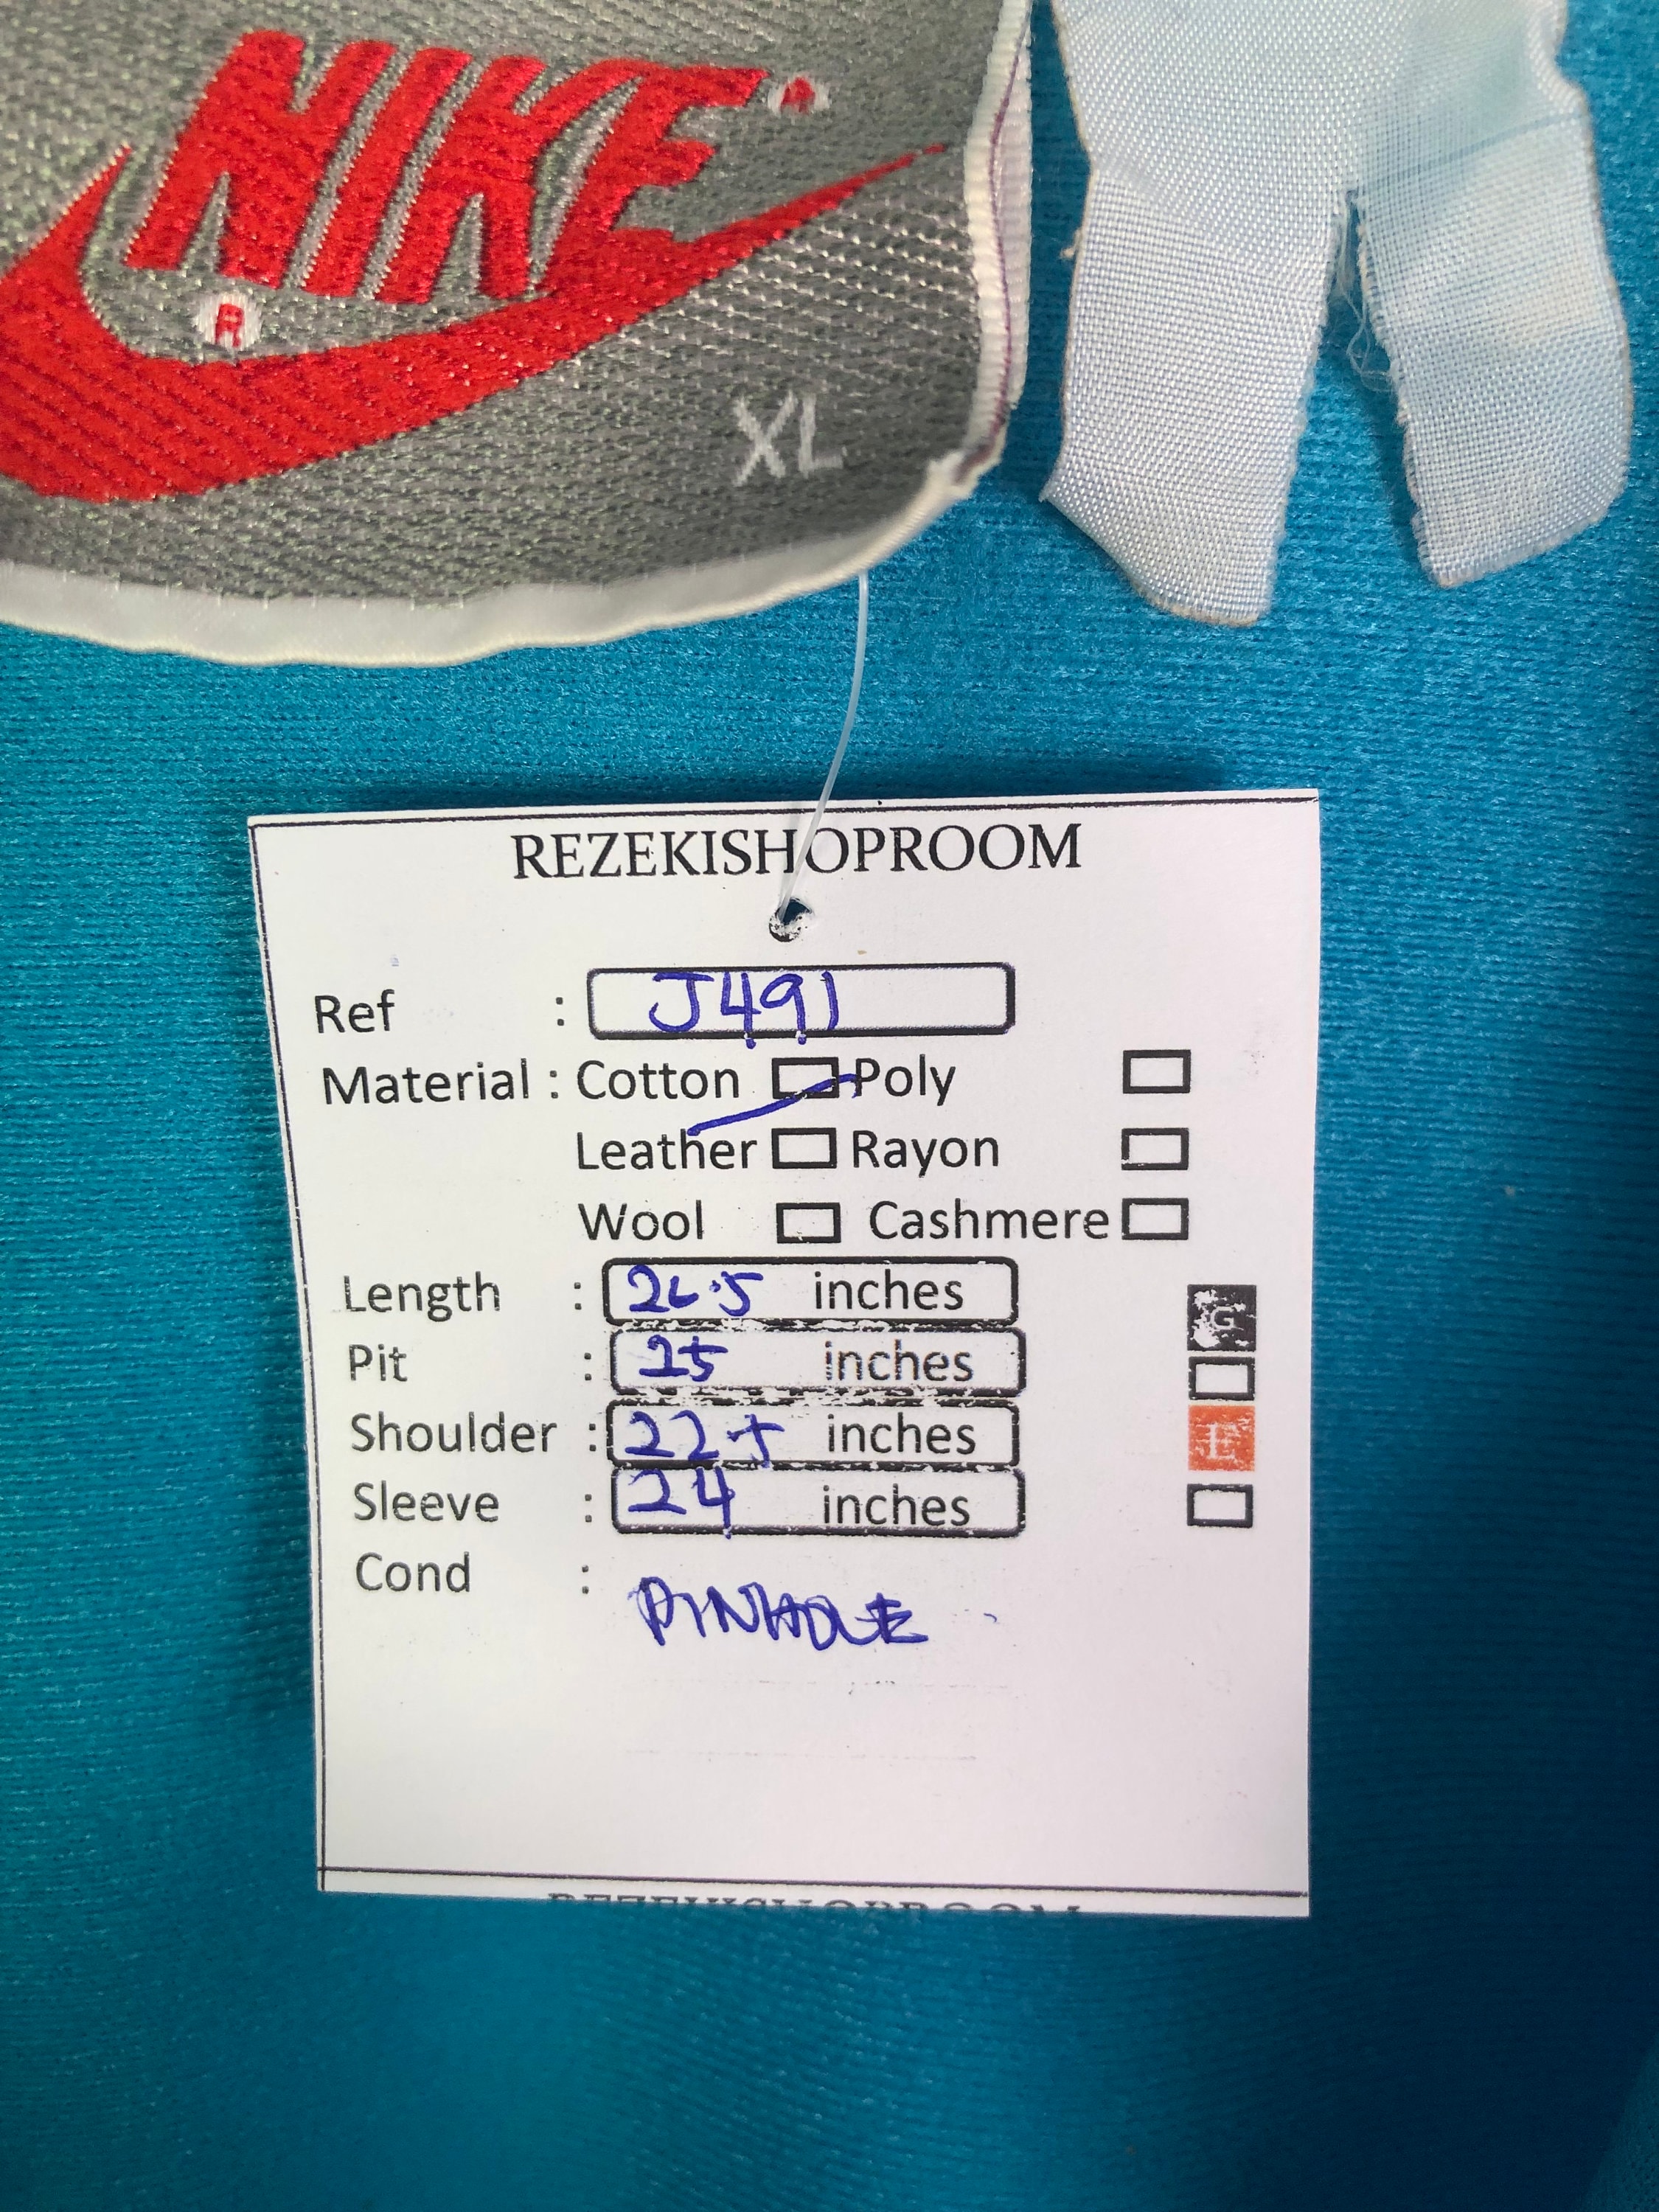 NIKE ®
®
XL
REZEKISHOPROOM
Ref : J491
Material : Cotton Poly
Leather Rayon
Wool Cashmere
Length : 26.5 inches
G
Pit : 25 inches
Shoulder : 22.5 inches
Sleeve : 24 inches
Cond : PINHOLE
REZEKISHOPROOM